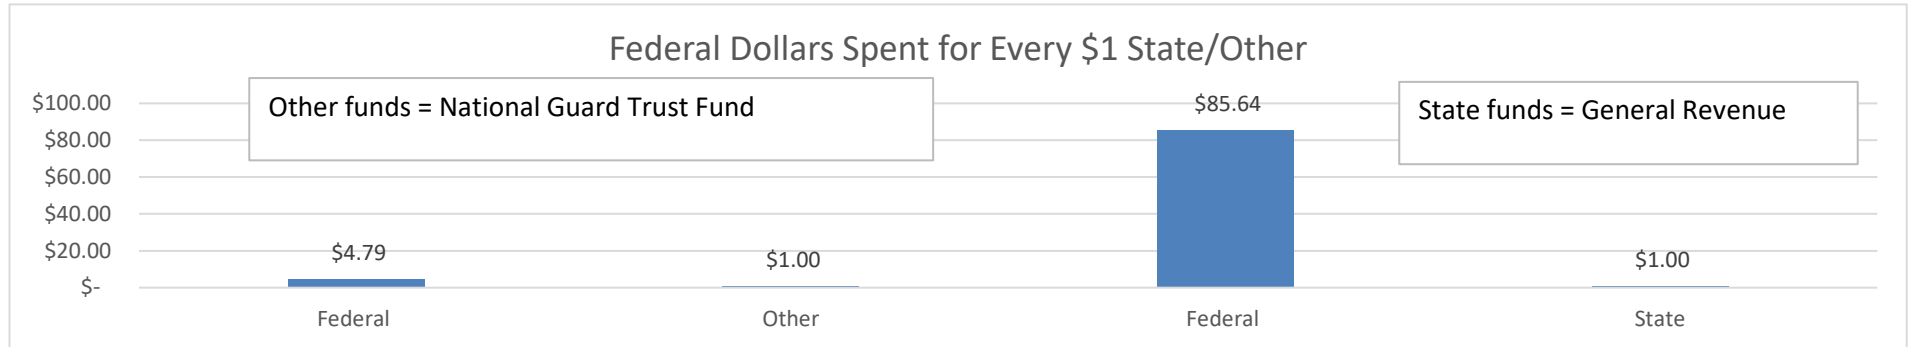 Federal Dollars Spent for Every $1 State/Other
Other funds = National Guard Trust Fund
State funds = General Revenue
$100.00
$80.00
$60.00
$40.00
$20.00
$-
$4.79
$1.00
$85.64
$1.00
Federal
Other
Federal
State